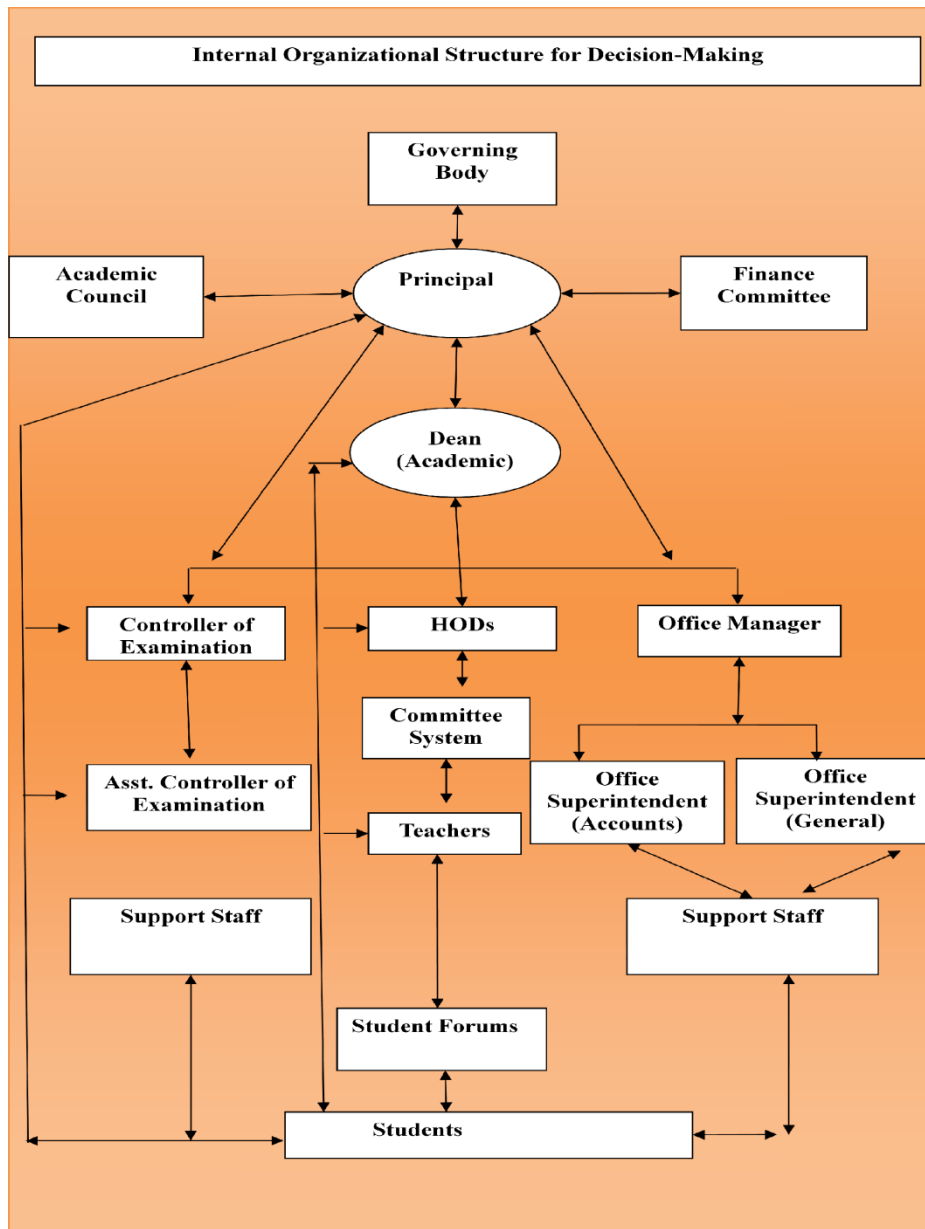 Internal Organizational Structure for Decision-Making
Governing
Body
Academic
Council
Principal
Finance
Committee
Dean
(Academic)
Controller of
Examination
HODs
Office Manager
Committee
System
Asst. Controller of
Examination
Office
Superintendent
(Accounts)
Office
Superintendent
(General)
Teachers
Support Staff
Support Staff
Student Forums
Students